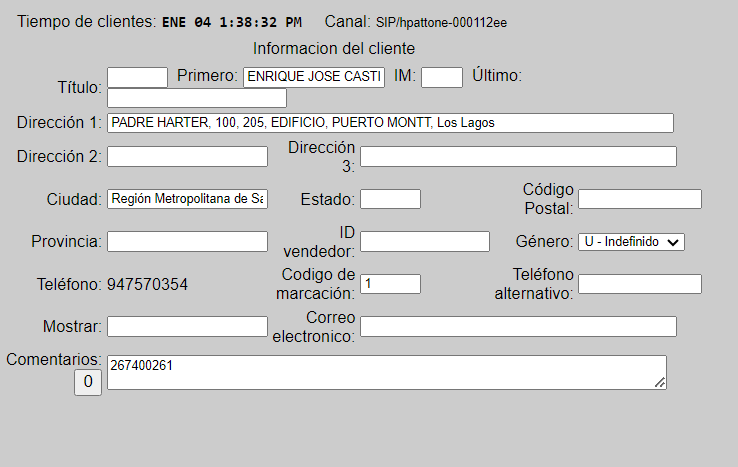 Tiempo de clientes: ENE 04 1:38:32 PM Canal: SIP/hpattone-000112ee
Informacion del cliente
Título: Primero: ENRIQUE JOSE CASTI IM: Último:
Dirección 1: PADRE HARTER, 100, 205, EDIFICIO, PUERTO MONTT, Los Lagos
Dirección 2: Dirección 3:
Ciudad: Región Metropolitana de Sa Estado: Código Postal:
Provincia: ID vendedor: Género: U - Indefinido
Teléfono: 947570354 Codigo de marcación: 1 Teléfono alternativo:
Mostrar: Correo electronico:
Comentarios: 267400261
0